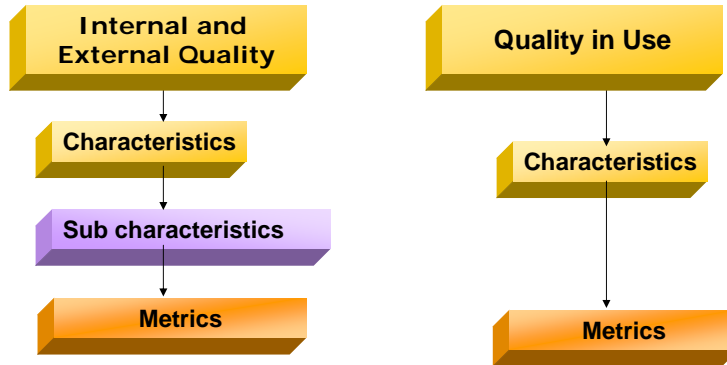 Internal and
External Quality
Characteristics
Sub characteristics
Metrics
Quality in Use
Characteristics
Metrics